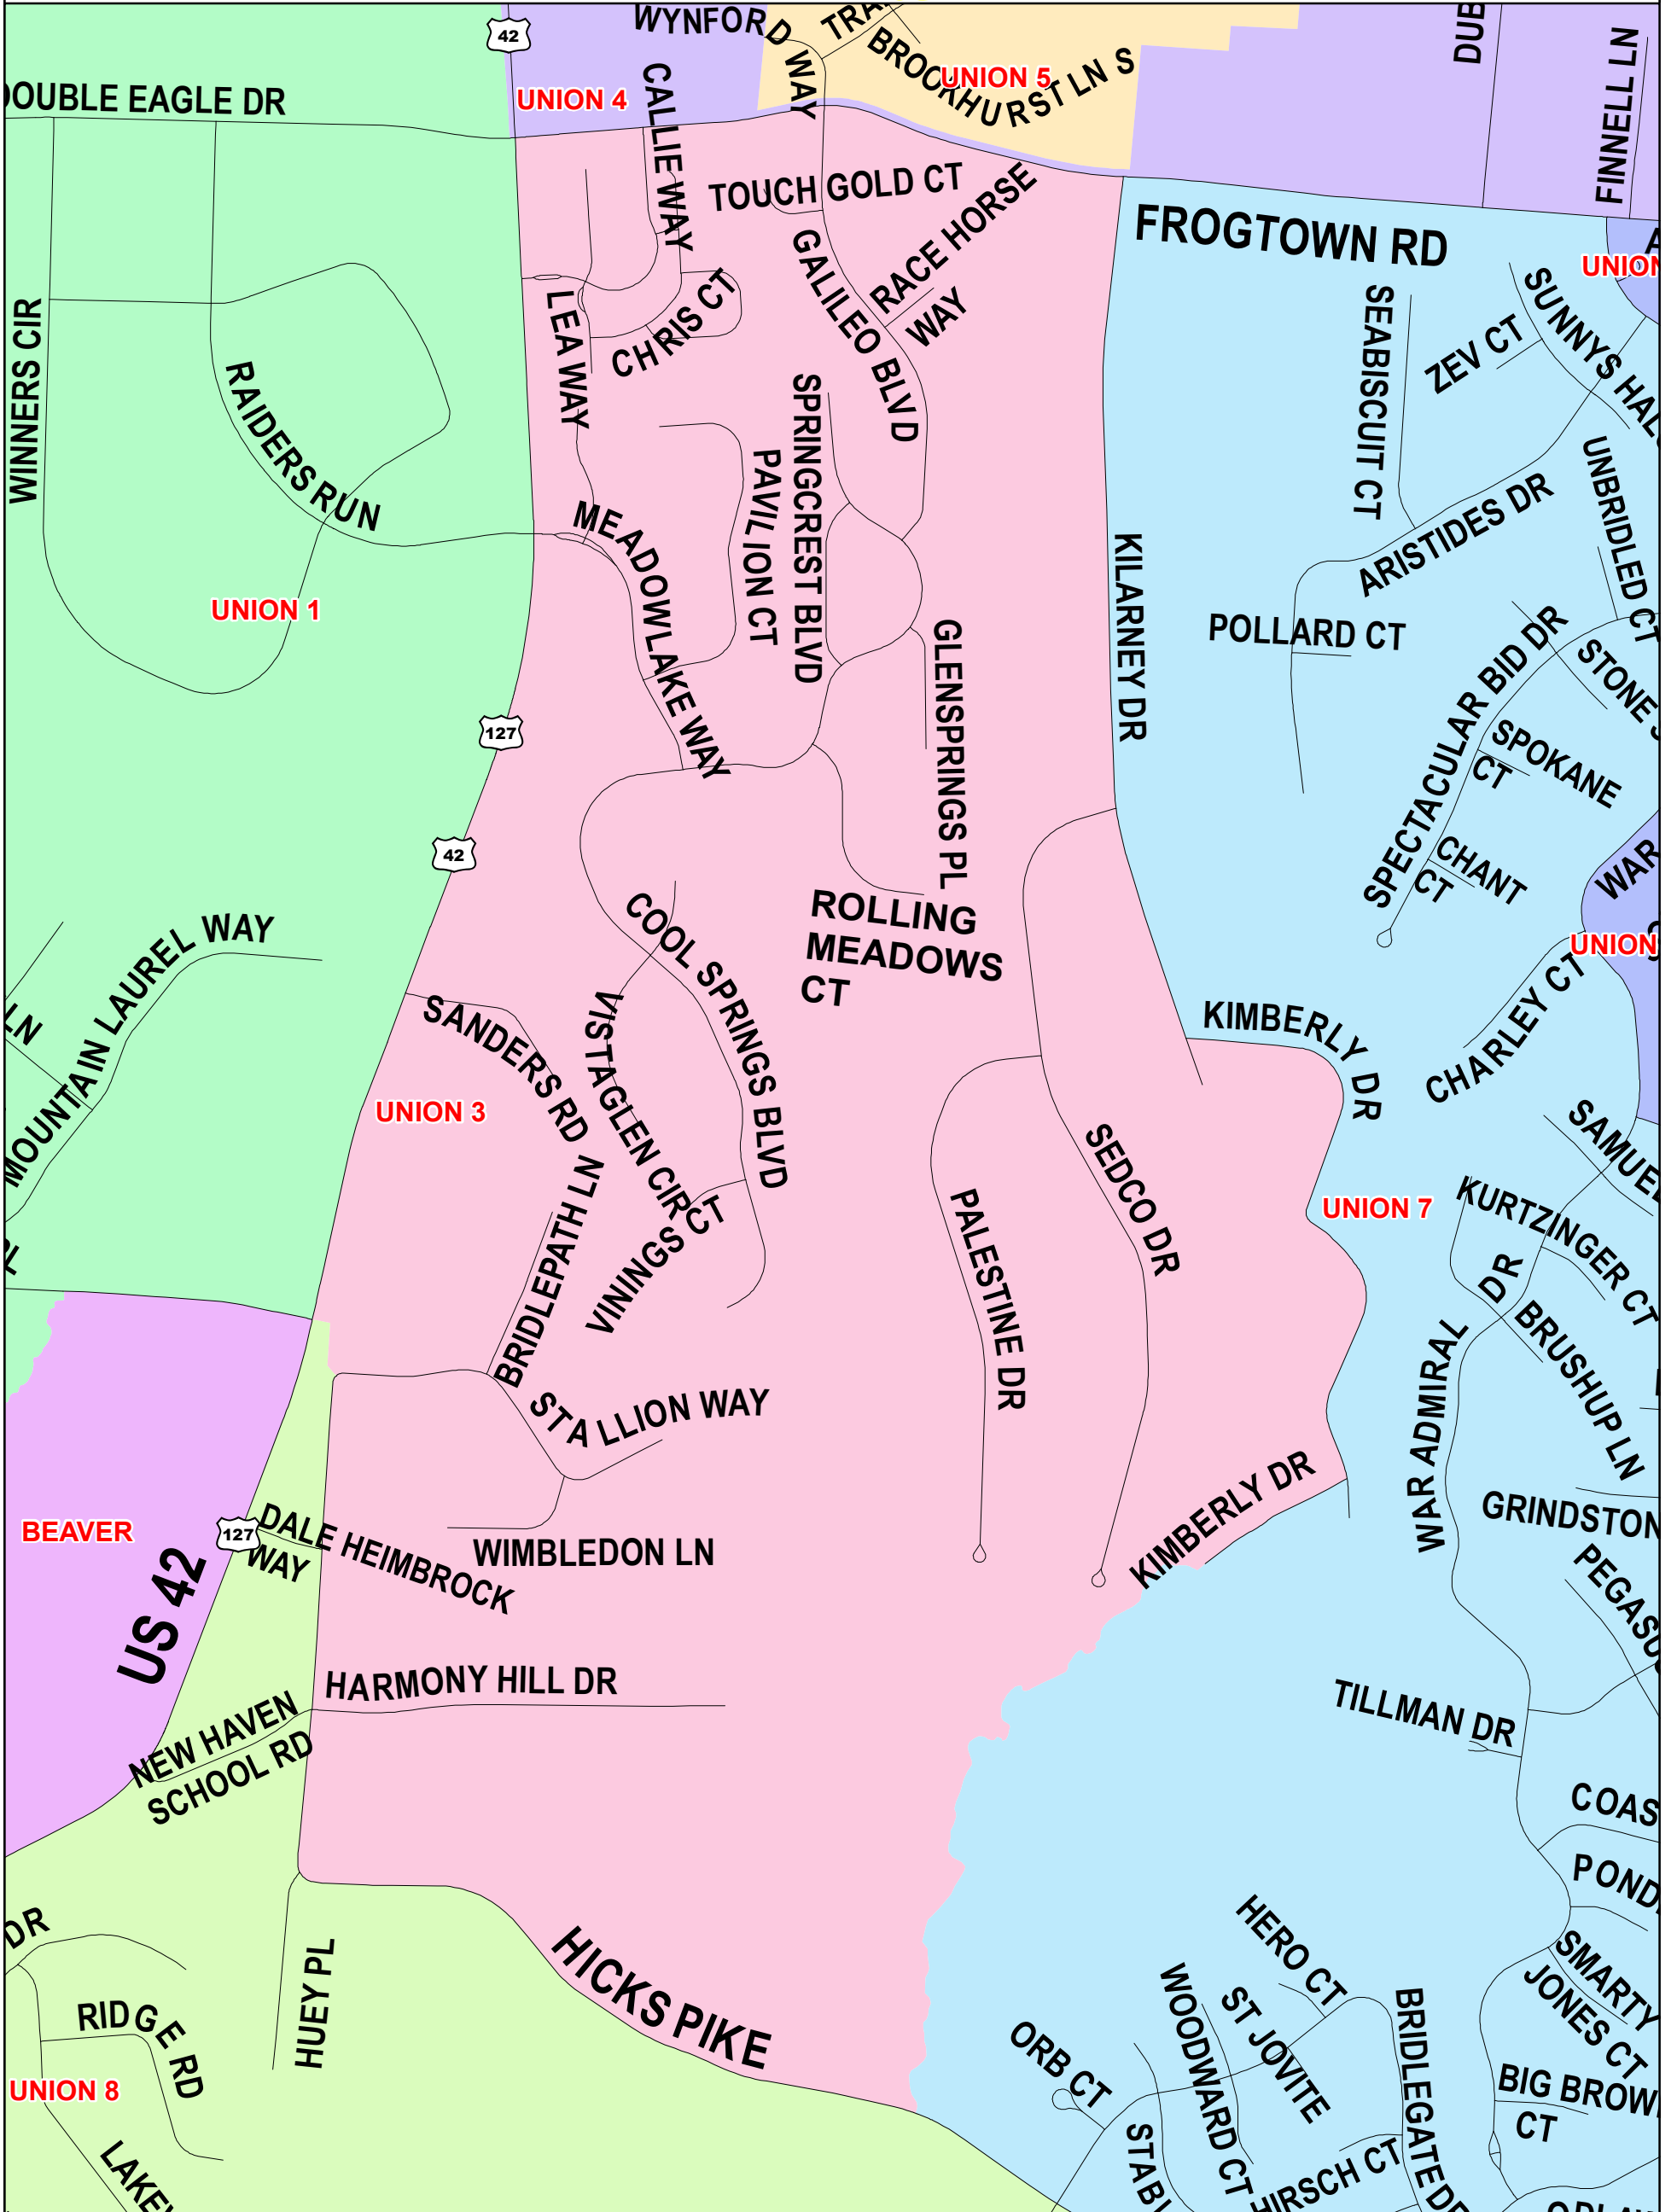 42
WYNFORD WAY
BROOKHURST LN S
UNION 5
UNION 4
DOUBLE EAGLE DR
CALLIE WAY
FINNELL LN
TOUCH GOLD CT
RACE HORSE
WAY
FROGTOWN RD
GALILEO BLVD
CHRIS CT
LEA WAY
WINNERS CIR
RAIDERS RUN
SEABISCUIT CT
ZEV CT
SUNNYS
SPRINGCREST BLVD
PAVILION CT
MEADOWLAKE WAY
KILARNEY DR
ARISTIDES DR
UNBRIDLED CT
UNION 1
POLLARD CT
GLENSPRINGS PL
SPECTACULAR BID DR
127
SPOKANE
CT
42
CHANT
CT
WAR
ROLLING
MEADOWS
CT
COOL SPRINGS BLVD
MOUNTAIN LAUREL WAY
LN
UNION
CHARLEY CT
SANDERS RD
VISTAGLEN CIR
KIMBERLY DR
UNION 3
SEDCO DR
UNION 7
KURTZINGER CT
BRIDLEPATH LN
VININGS CT
PALESTINE DR
WAR ADMIRAL DR
BRUSHUP LN
STALLION WAY
KIMBERLY DR
BEAVER
127
DALE HEIMBROCK
WAY
WIMBLEDON LN
US 42
HARMONY HILL DR
NEW HAVEN
SCHOOL RD
TILLMAN DR
DR
HICKS PIKE
HUEY PL
RIDGE RD
UNION 8
HERO CT
SMARTY
JONES CT
WOODWARD CT
ST JOVITE
ORB CT
BRIDLEGATE DR
BIG BROWN
CT
HIRSCH CT